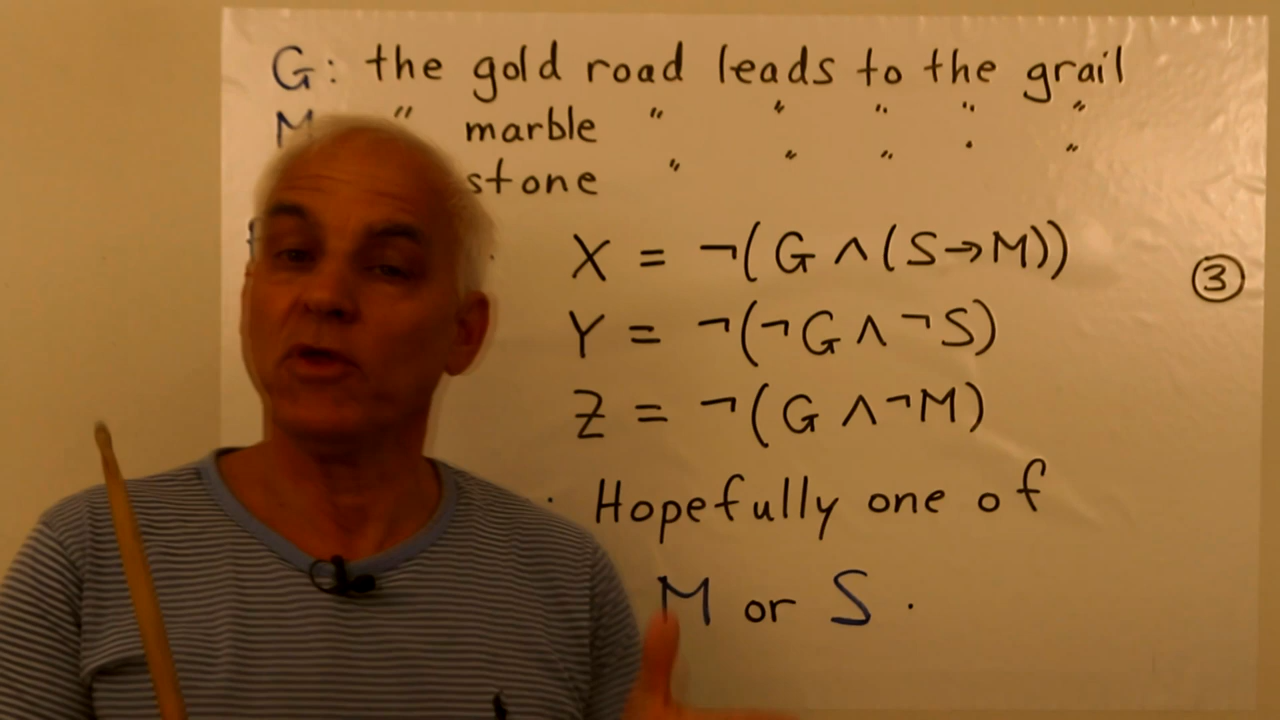 G: the gold road leads to the grail
M " marble " " " " "
stone " " " " "
X = ¬(G ∧ (S→M))
③
Y = ¬(¬G ∧ ¬S)
Z = ¬(G ∧ ¬M)
Hopefully one of
M or S.